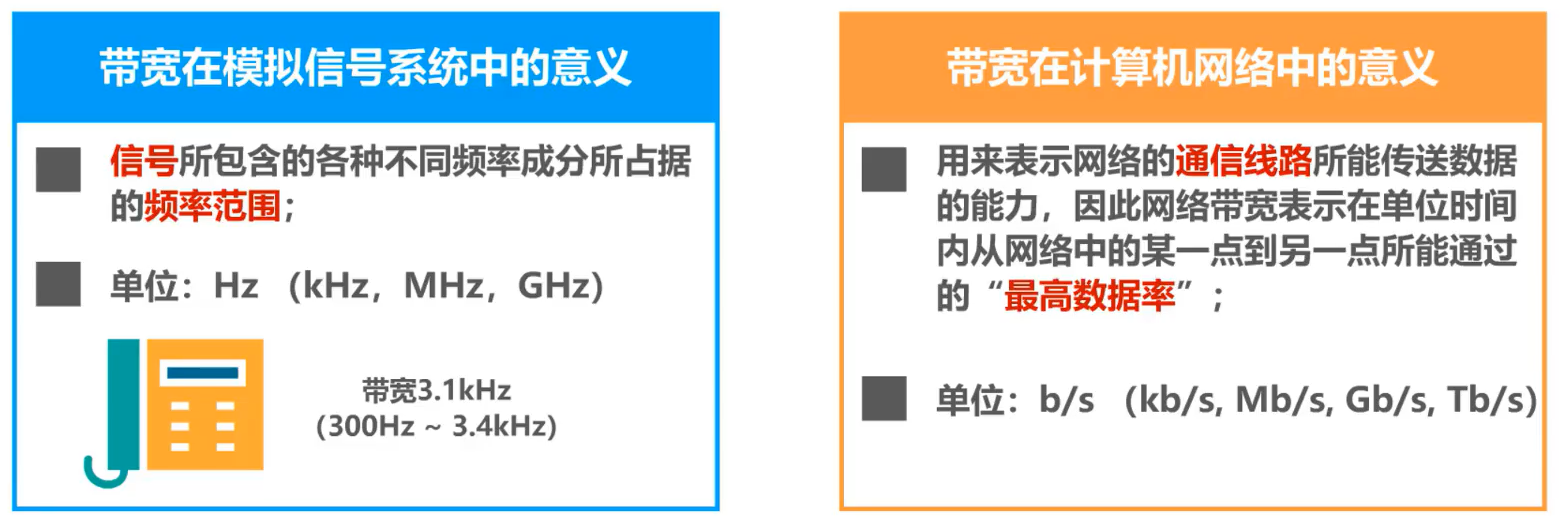 带宽在模拟信号系统中的意义
信号所包含的各种不同频率成分所占据
的频率范围；
单位：Hz （kHz，MHz，GHz）
带宽3.1kHz
（300Hz ~ 3.4kHz）
带宽在计算机网络中的意义
用来表示网络的通信线路所能传送数据
的能力，因此网络带宽表示在单位时间
内从网络中的某一点到另一点所能通过
的“最高数据率”；
单位：b/s （kb/s, Mb/s, Gb/s, Tb/s）